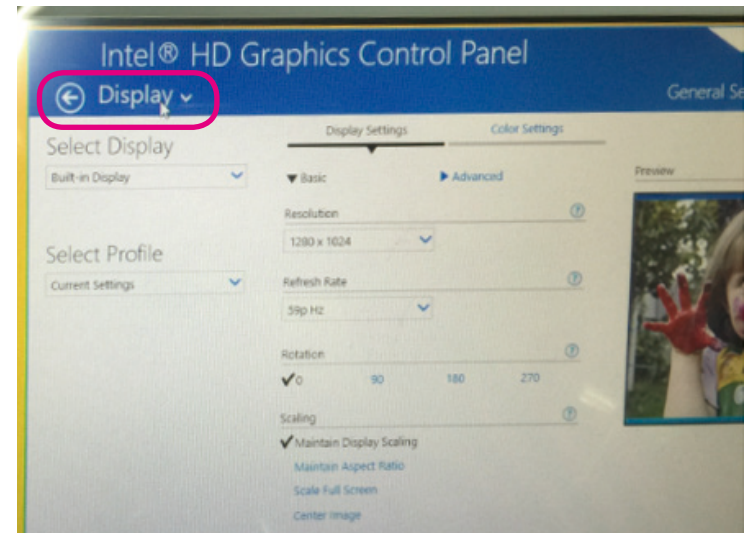 Intel® HD Graphics Control Panel
Display
General Se
Select Display
Built-in Display
Select Profile
Current Settings
Display Settings
Color Settings
Basic
Advanced
Resolution
?
1280 x 1024
Refresh Rate
?
59p Hz
Rotation
?
0 90 180 270
Scaling
?
Maintain Display Scaling
Maintain Aspect Ratio
Scale Full Screen
Center Image
Preview